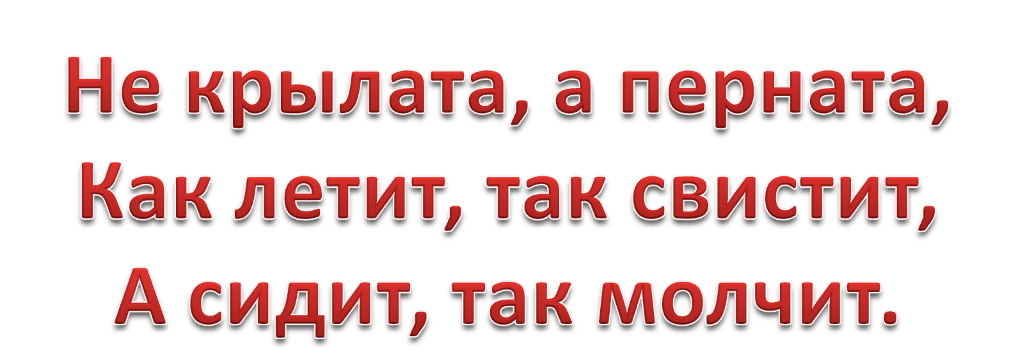 Не крылата, а перната,
Как летит, так свистит,
А сидит, так молчит.